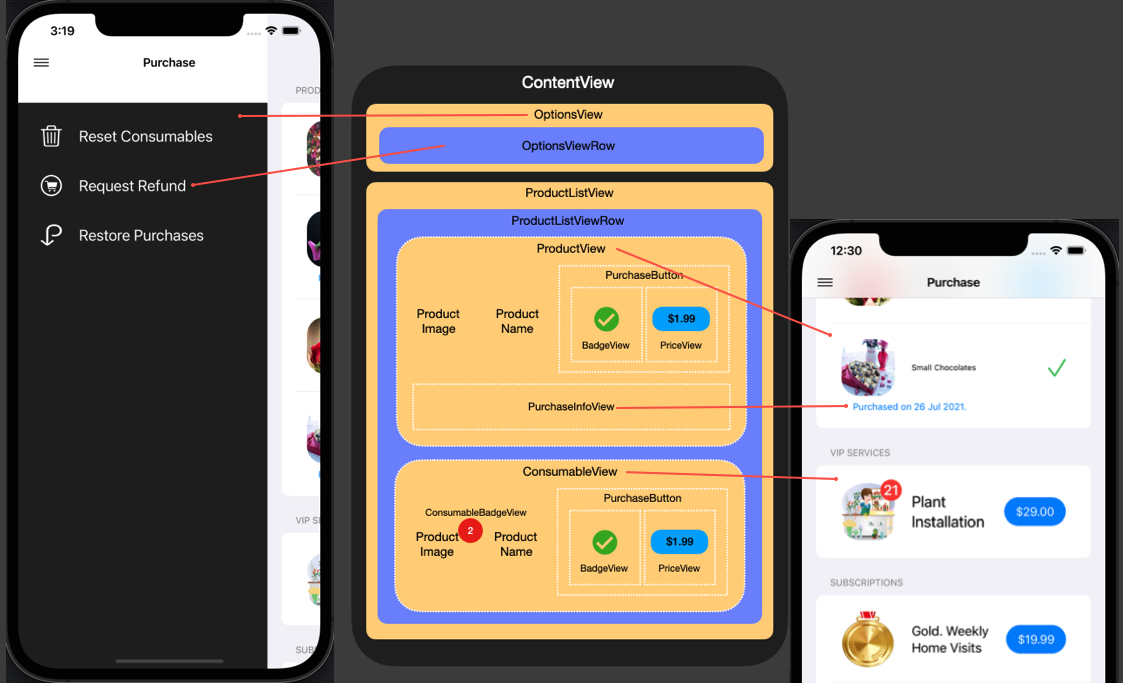 3:19
Purchase
PROD
Reset Consumables
Request Refund
Restore Purchases
VIP SI
SUB
ContentView
OptionsView
OptionsViewRow
ProductListView
ProductListViewRow
ProductView
PurchaseButton
Product
Image
Product
Name
$1.99
BadgeView
PriceView
PurchaseInfoView
ConsumableView
PurchaseButton
ConsumableBadgeView
2
Product
Image
Product
Name
$1.99
BadgeView
PriceView
12:30
Purchase
Small Chocolates
Purchased on 26 Jul 2021.
VIP SERVICES
21
Plant
Installation
$29.00
SUBSCRIPTIONS
Gold. Weekly
Home Visits
$19.99